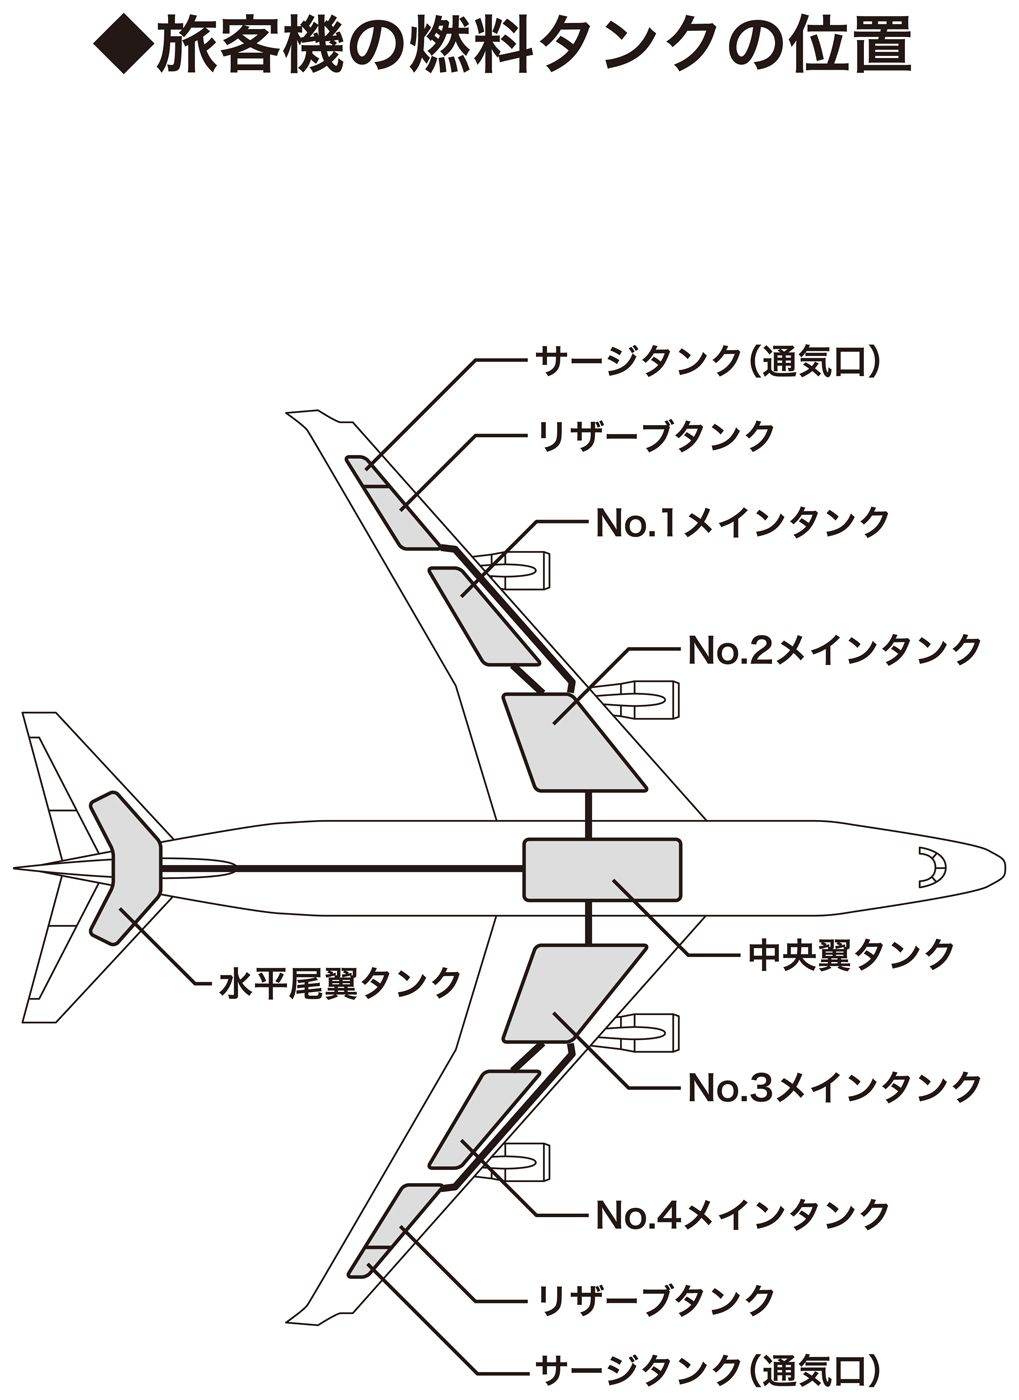 ◆旅客機の燃料タンクの位置
サージタンク(通気口)
リザーブタンク
No.1メインタンク
No.2メインタンク
中央翼タンク
水平尾翼タンク
No.3メインタンク
No.4メインタンク
リザーブタンク
サージタンク(通気口)